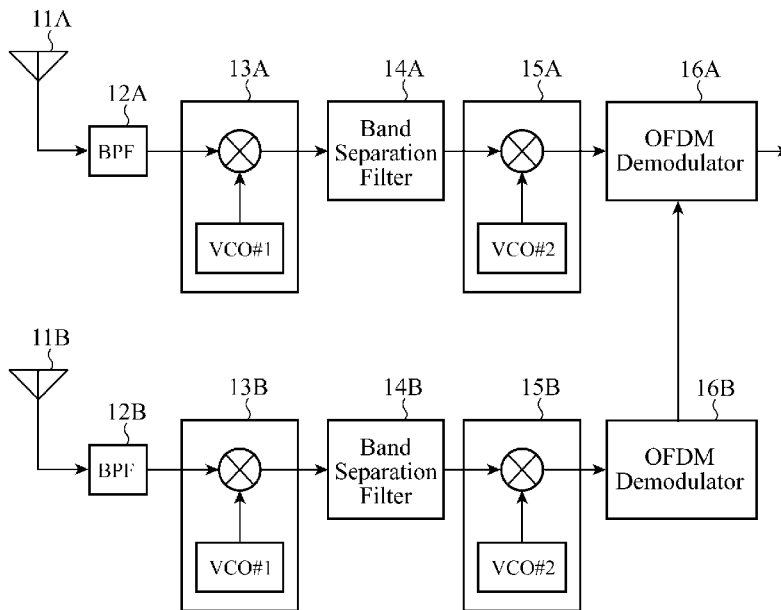 11A
12A
13A
14A
15A
16A
BPF
VCO#1
Band
Separation
Filter
VCO#2
OFDM
Demodulator
11B
12B
13B
14B
15B
16B
BPF
VCO#1
Band
Separation
Filter
VCO#2
OFDM
Demodulator